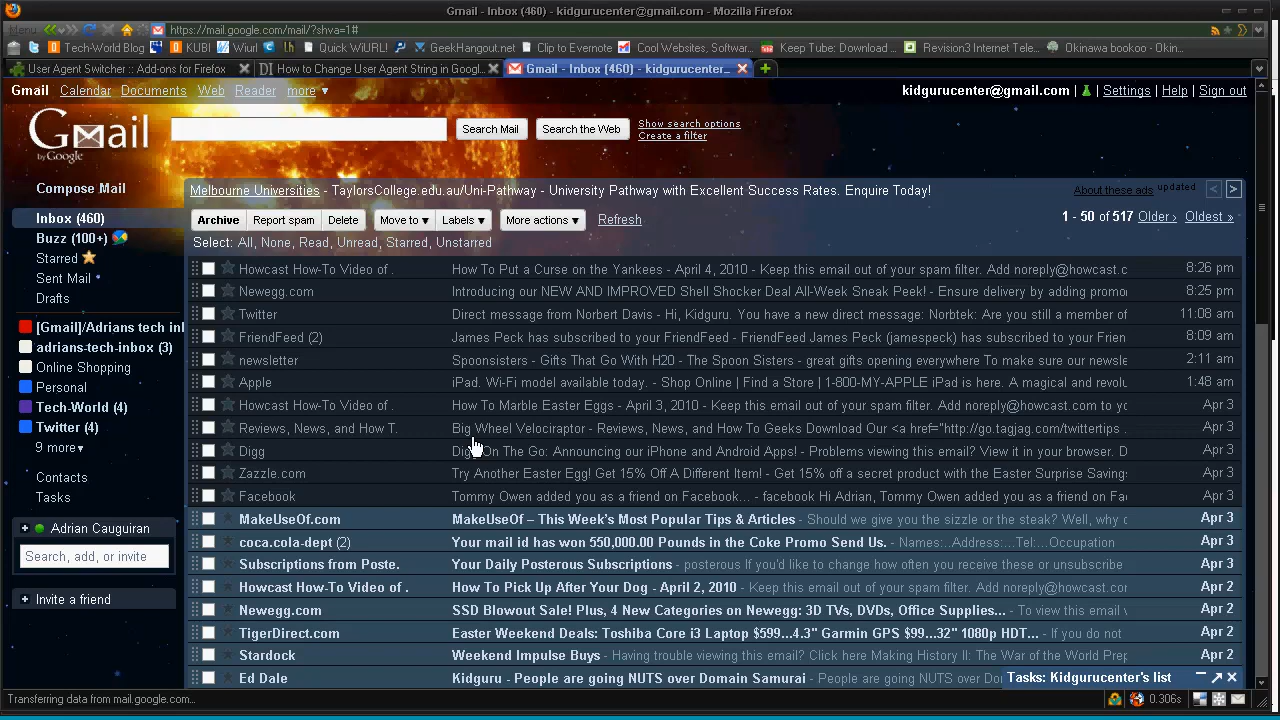 Gmail - Inbox (460) - kidgurucenter@gmail.com - Mozilla Firefox
Menu
https://mail.google.com/mail/?shva=1#
Tech-World Blog KUBI Wiur! Quick WiURL! GeekHangout.net Clip to Evernote Cool Websites, Softwar... Keep Tube: Download ... Revision3 Internet Tele... Okinawa bookoo - Okin...
User Agent Switcher :: Add-ons for Firefox How to Change User Agent String in Googl... Gmail - Inbox (460) - kidgurucenter...
Gmail Calendar Documents Web Reader more ▼ kidgurucenter@gmail.com | Settings | Help | Sign out
Gmail by Google
Search Mail Search the Web Show search options
Create a filter
Compose Mail
Inbox (460)
Buzz (100+)
Starred
Sent Mail
Drafts
[Gmail]/Adrians tech in
adrians-tech-inbox (3)
Online Shopping
Personal
Tech-World (4)
Twitter (4)
9 more▼
Contacts
Tasks
Adrian Cauguiran
Search, add, or invite
Invite a friend
Melbourne Universities - TaylorsCollege.edu.au/Uni-Pathway - University Pathway with Excellent Success Rates. Enquire Today! About these ads updated < >
Archive Report spam Delete Move to ▼ Labels ▼ More actions ▼ Refresh 1 - 50 of 517 Older › Oldest »
Select: All, None, Read, Unread, Starred, Unstarred
Howcast How-To Video of . How To Put a Curse on the Yankees - April 4, 2010 - Keep this email out of your spam filter. Add noreply@howcast.c 8:26 pm
Newegg.com Introducing our NEW AND IMPROVED Shell Shocker Deal All-Week Sneak Peek! - Ensure delivery by adding promo 8:25 pm
Twitter Direct message from Norbert Davis - Hi, Kidguru. You have a new direct message: Norbtek: Are you still a member of 11:08 am
FriendFeed (2) James Peck has subscribed to your FriendFeed - FriendFeed James Peck (jamespeck) has subscribed to your Frien 8:09 am
newsletter Spoonsisters - Gifts That Go With H20 - The Spoon Sisters - great gifts opening everywhere To make sure our newsle 2:11 am
Apple iPad. Wi-Fi model available today. - Shop Online | Find a Store | 1-800-MY-APPLE iPad is here. A magical and revolu 1:48 am
Howcast How-To Video of . How To Marble Easter Eggs - April 3, 2010 - Keep this email out of your spam filter. Add noreply@howcast.com to your Apr 3
Reviews, News, and How T. Big Wheel Velociraptor - Reviews, News, and How To Geeks Download Our <a href="http://go.tagjag.com/twittertips Apr 3
Digg Digg On The Go: Announcing our iPhone and Android Apps! - Problems viewing this email? View it in your browser. D Apr 3
Zazzle.com Try Another Easter Egg! Get 15% Off A Different Item! - Get 15% off a secret product with the Easter Surprise Saving Apr 3
Facebook Tommy Owen added you as a friend on Facebook... - facebook Hi Adrian, Tommy Owen added you as a friend on Fa Apr 3
MakeUseOf.com MakeUseOf – This Week's Most Popular Tips & Articles - Should we give you the sizzle or the steak? Well, why Apr 3
coca.cola-dept (2) Your mail id has won 550,000.00 Pounds in the Coke Promo Send Us. - Names:..Address:...Tel:...Occupation Apr 3
Subscriptions from Poste. Your Daily Posterous Subscriptions - posterous If you'd like to change how often you receive these or unsubscribe Apr 3
Howcast How-To Video of . How To Pick Up After Your Dog - April 2, 2010 - Keep this email out of your spam filter. Add noreply@howcast.com Apr 2
Newegg.com SSD Blowout Sale! Plus, 4 New Categories on Newegg: 3D TVs, DVDs, Office Supplies... - To view this email Apr 2
TigerDirect.com Easter Weekend Deals: Toshiba Core i3 Laptop $599...4.3" Garmin GPS $99...32" 1080p HDT... - If you do not Apr 2
Stardock Weekend Impulse Buys - Having trouble viewing this email? Click here Making History II: The War of the World Prep Apr 2
Ed Dale Kidguru - People are going NUTS over Domain Samurai - People are going NUTS over Do
Tasks: Kidgurucenter's list
Transferring data from mail.google.com... 0.306s